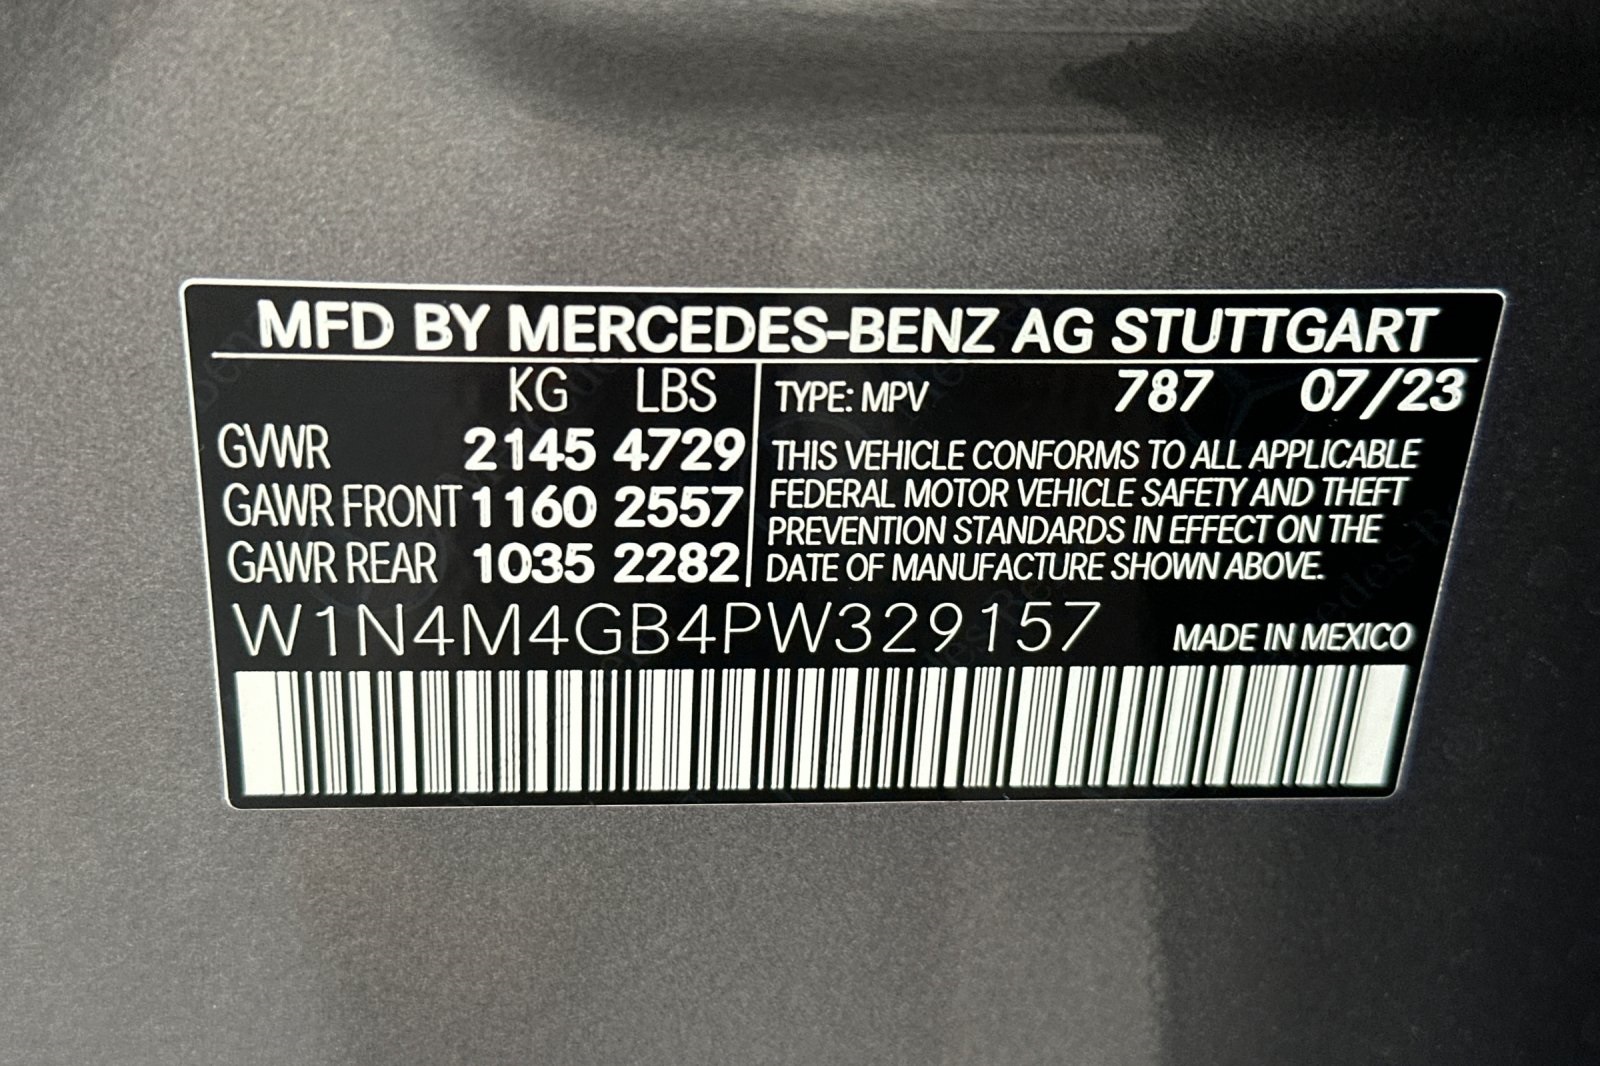 MFD BY MERCEDES-BENZ AG STUTTGART
KG LBS
GVWR 2145 4729
GAWR FRONT 1160 2557
GAWR REAR 1035 2282
TYPE: MPV 787 07/23
THIS VEHICLE CONFORMS TO ALL APPLICABLE
FEDERAL MOTOR VEHICLE SAFETY AND THEFT
PREVENTION STANDARDS IN EFFECT ON THE
DATE OF MANUFACTURE SHOWN ABOVE.
W1N4M4GB4PW329157 MADE IN MEXICO